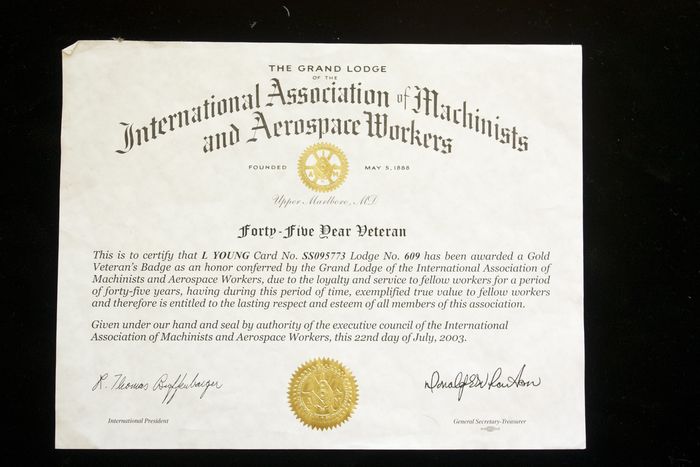 THE GRAND LODGE
OF THE
International Association of Machinists
and Aerospace Workers
FOUNDED MAY 5, 1888
Upper Marlboro, MD
Forty-Five Year Veteran
This is to certify that L YOUNG Card No. SS095773 Lodge No. 609 has been awarded a Gold
Veteran's Badge as an honor conferred by the Grand Lodge of the International Association of
Machinists and Aerospace Workers, due to the loyalty and service to fellow workers for a period
of forty-five years, having during this period of time, exemplified true value to fellow workers
and therefore is entitled to the lasting respect and esteem of all members of this association.
Given under our hand and seal by authority of the executive council of the International
Association of Machinists and Aerospace Workers, this 22nd day of July, 2003.
R. Thomas Buffenbarger
International President
General Secretary-Treasurer